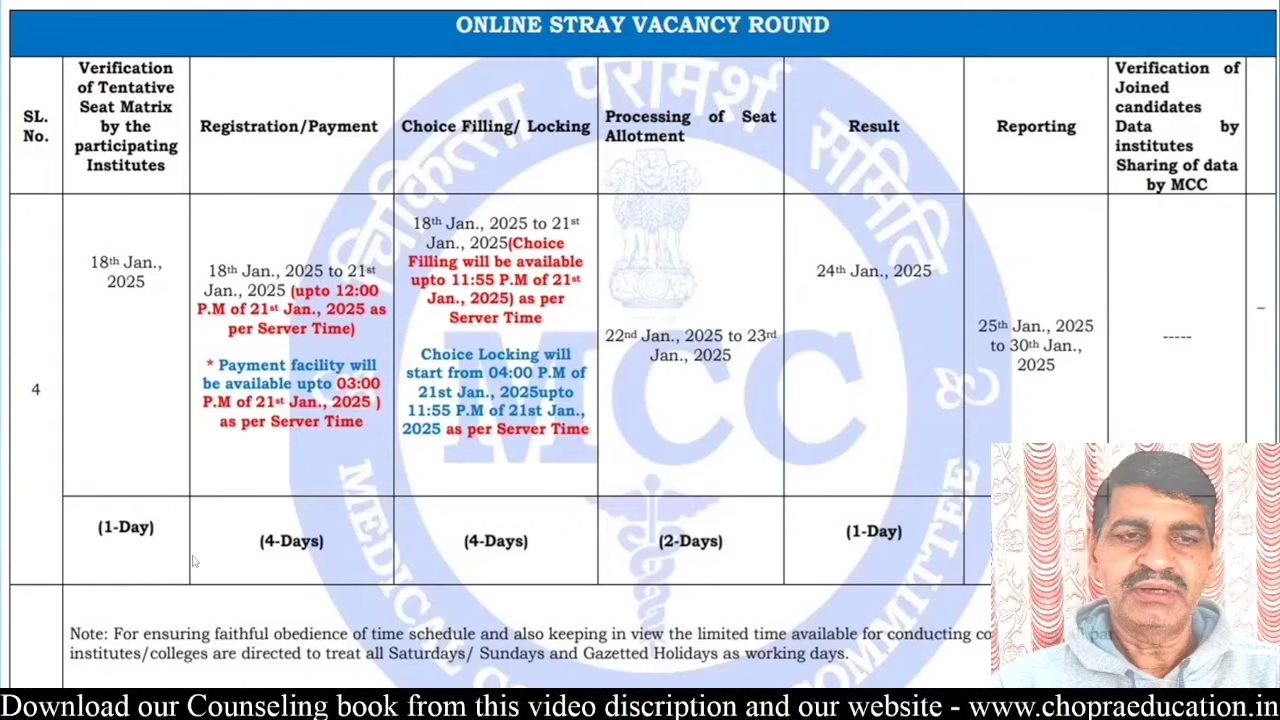 ONLINE STRAY VACANCY ROUND
SL.
No.
Verification
of Tentative
Seat Matrix
by the
participating
Institutes
Registration/Payment
Choice Filling/ Locking
Processing of Seat
Allotment
Result
Reporting
Verification of
Joined
candidates
Data by
institutes
Sharing of data
by MCC
4
18th Jan.,
2025
18th Jan., 2025 to 21st
Jan., 2025 (upto 12:00
P.M of 21st Jan., 2025 as
per Server Time)
* Payment facility will
be available upto 03:00
P.M of 21st Jan., 2025 )
as per Server Time
18th Jan., 2025 to 21st
Jan., 2025(Choice
Filling will be available
upto 11:55 P.M of 21st
Jan., 2025) as per
Server Time
Choice Locking will
start from 04:00 P.M of
21st Jan., 2025upto
11:55 P.M of 21st Jan.,
2025 as per Server Time
22nd Jan., 2025 to 23rd
Jan., 2025
24th Jan., 2025
25th Jan., 2025
to 30th Jan.,
2025
-----
–
(1-Day)
(4-Days)
(4-Days)
(2-Days)
(1-Day)
Note: For ensuring faithful obedience of time schedule and also keeping in view the limited time available for conducting
institutes/colleges are directed to treat all Saturdays/ Sundays and Gazetted Holidays as working days.
चिकित्सा परामर्श समिति
MCC
MEDICAL COMMITTEE
Download our Counseling book from this video discription and our website - www.chopraeducation.in